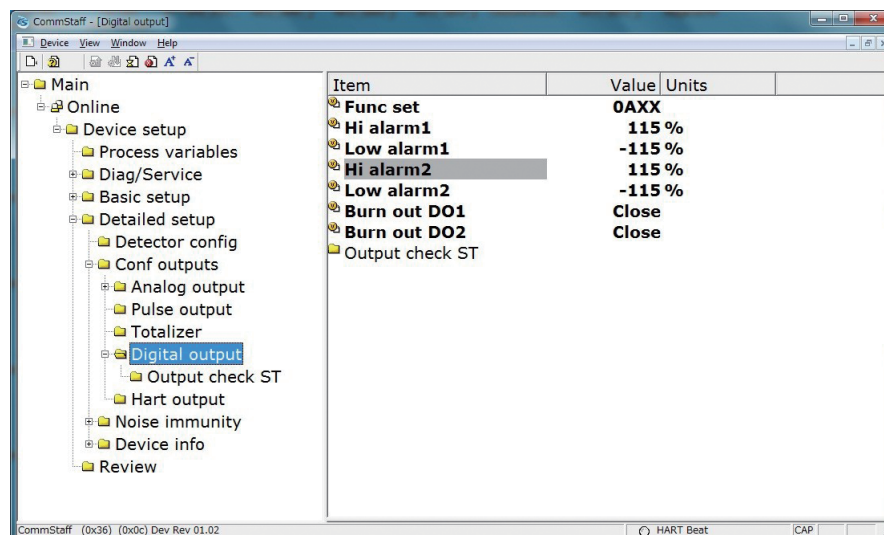 CommStaff - [Digital output]
Device View Window Help
Main
Online
Device setup
Process variables
Diag/Service
Basic setup
Detailed setup
Detector config
Conf outputs
Analog output
Pulse output
Totalizer
Digital output
Output check ST
Hart output
Noise immunity
Device info
Review
Item Value Units
Func set 0AXX
Hi alarm1 115 %
Low alarm1 -115 %
Hi alarm2 115 %
Low alarm2 -115 %
Burn out DO1 Close
Burn out DO2 Close
Output check ST
CommStaff (0x36) (0x0c) Dev Rev 01.02 HART Beat CAP